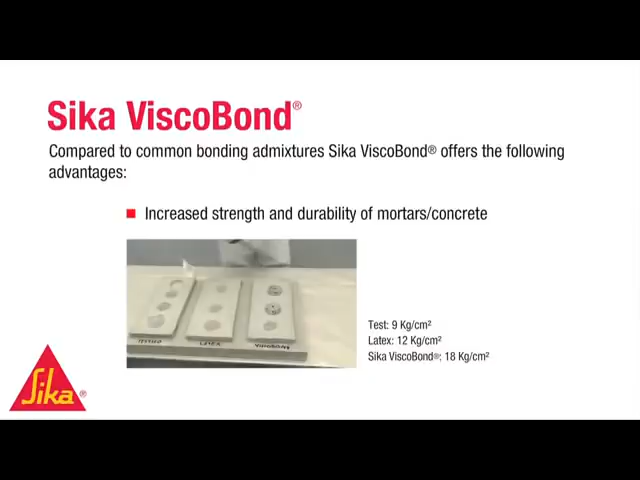 Sika ViscoBond®
Compared to common bonding admixtures Sika ViscoBond® offers the following
advantages:
Increased strength and durability of mortars/concrete
Test: 9 Kg/cm²
Latex: 12 Kg/cm²
Sika ViscoBond®: 18 Kg/cm²
Sika®